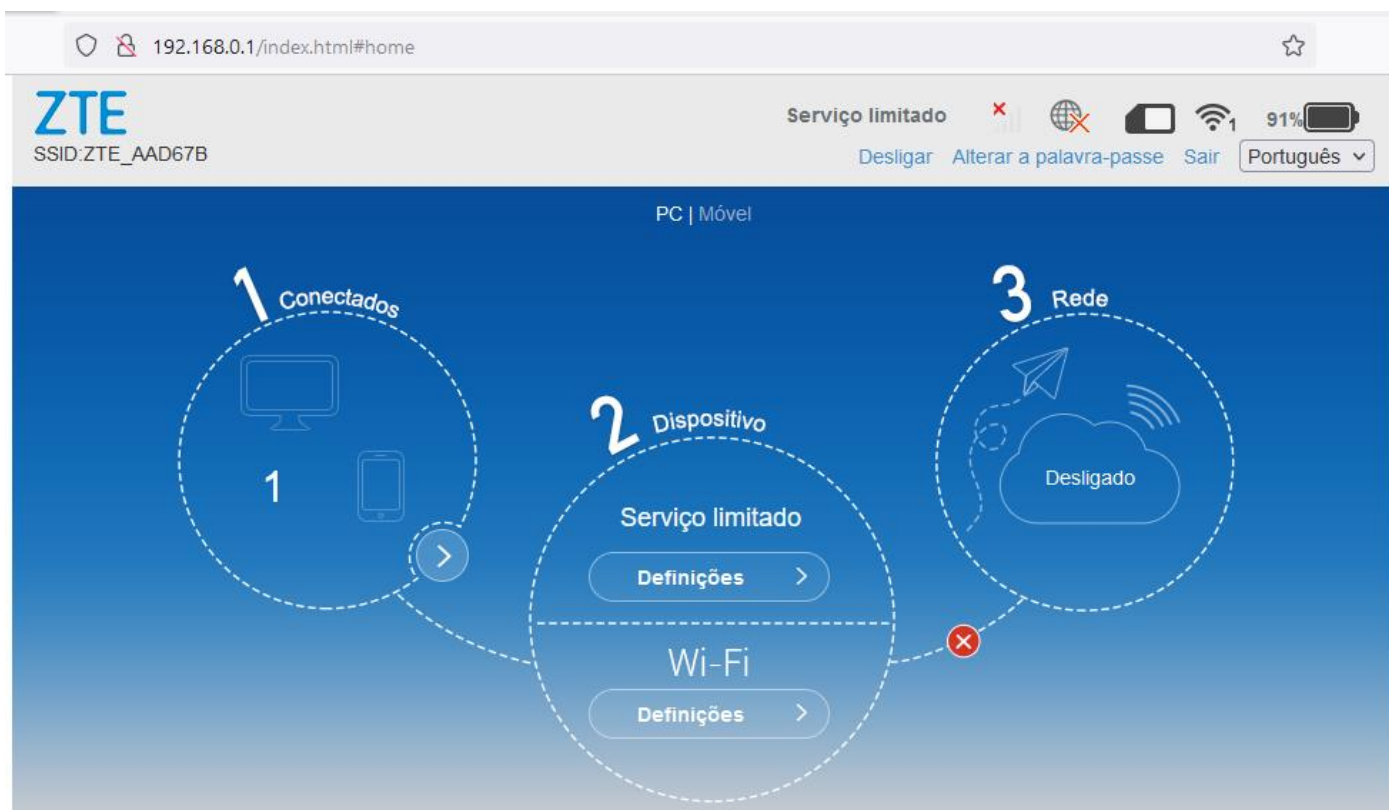 192.168.0.1/index.html#home
ZTE
SSID:ZTE_AAD67B
Serviço limitado
1
91%
Desligar Alterar a palavra-passe Sair Português
PC | Móvel
1 Conectados
1
2 Dispositivo
Serviço limitado
Definições
Wi-Fi
Definições
3 Rede
Desligado